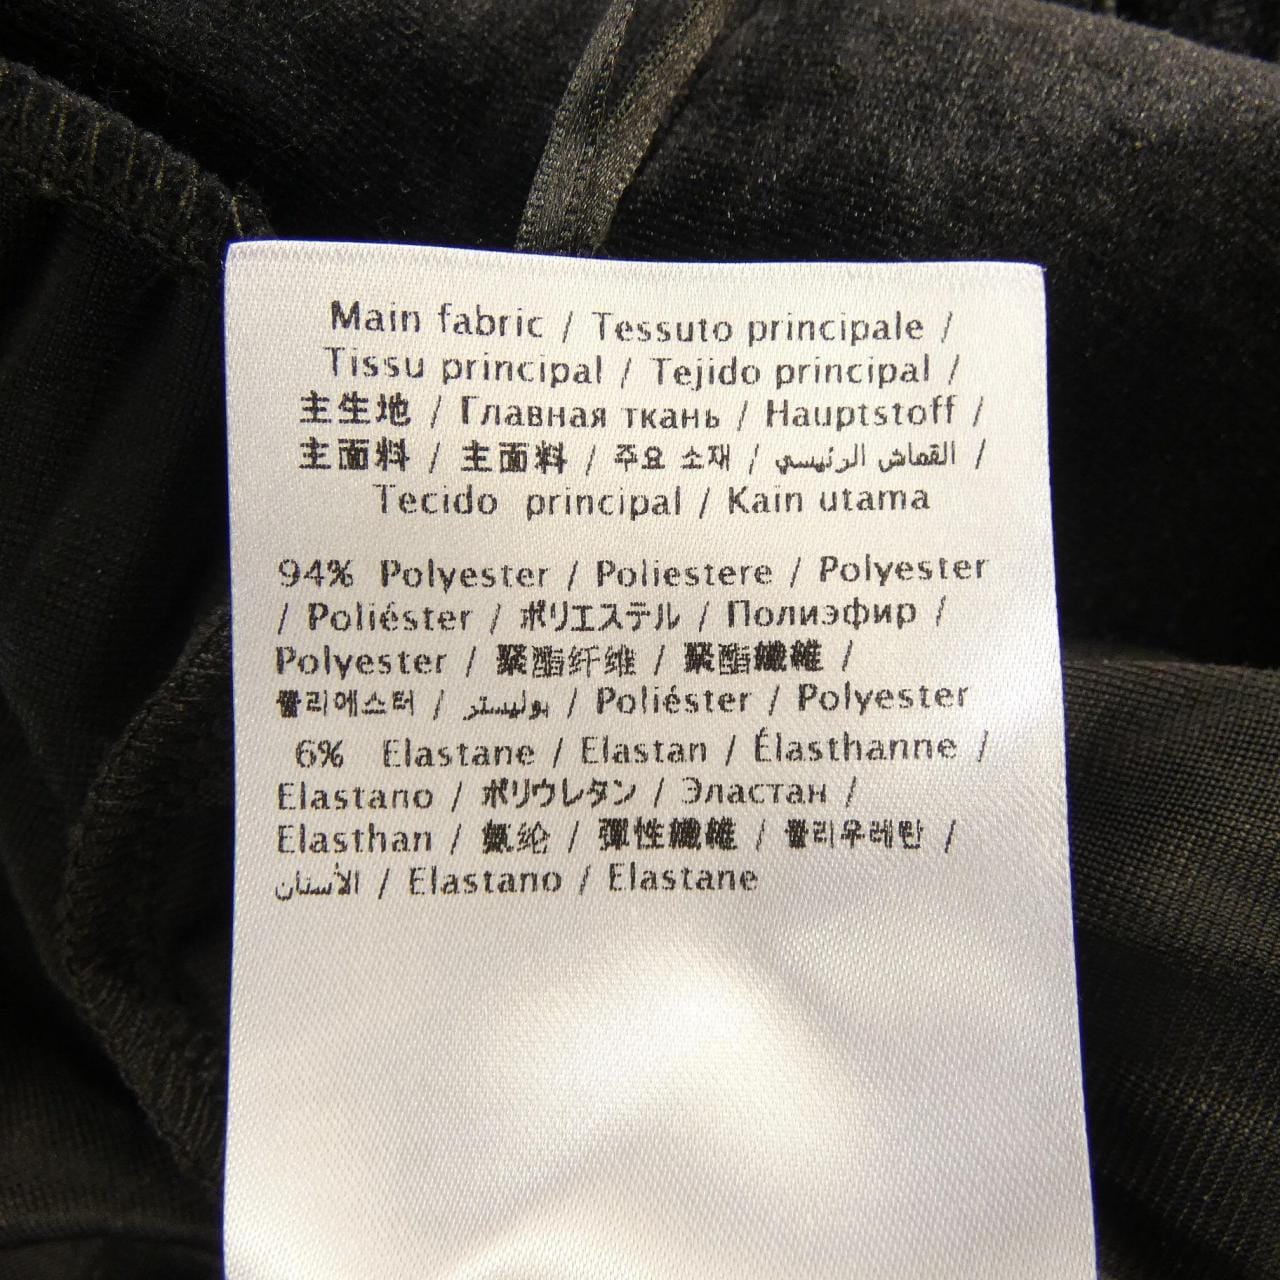 Main fabric / Tessuto principale /
Tissu principal / Tejido principal /
主生地 / Главная ткань / Hauptstoff /
主面料 / 主面料 / 주요 소재 / القماش الرئيسي /
Tecido principal / Kain utama
94% Polyester / Poliestere / Polyester
/ Poliéster / ポリエステル / Полиэфир /
Polyester / 聚酯纤维 / 聚酯纖維 /
폴리에스터 / بوليستر / Poliéster / Polyester
6% Elastane / Elastan / Élasthanne /
Elastano / ポリウレタン / Эластан /
Elasthan / 氨纶 / 彈性纖維 / 폴리우레탄 /
الأستان / Elastano / Elastane